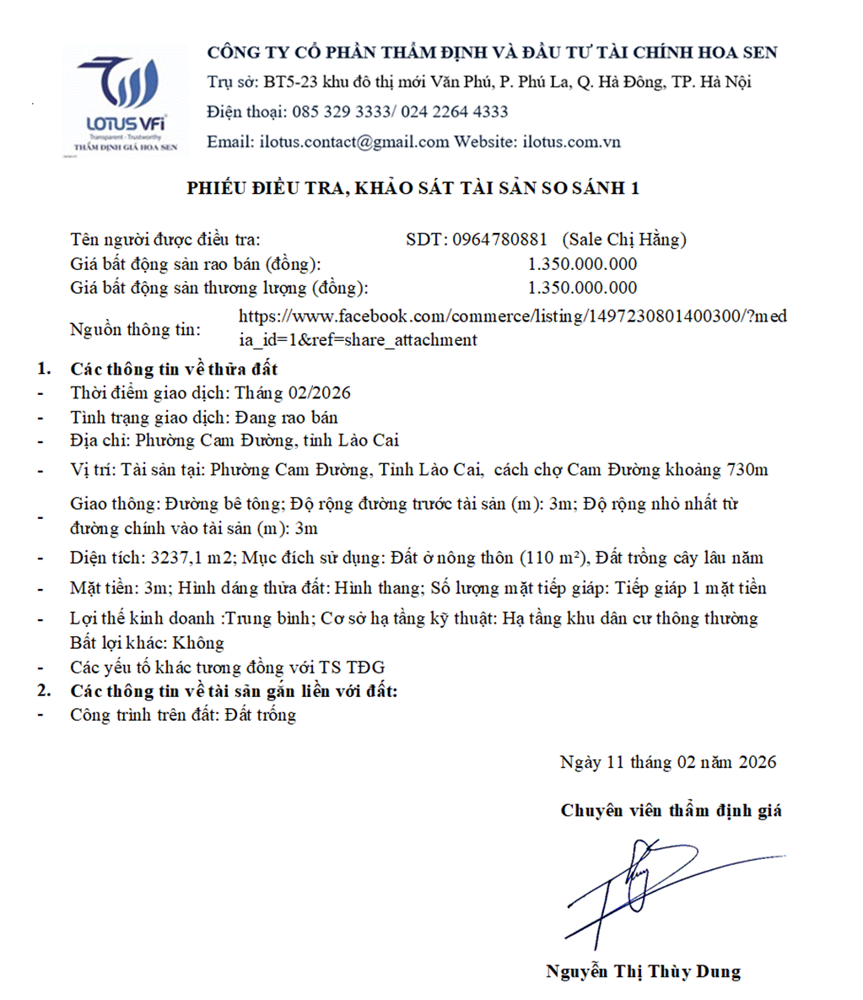 CÔNG TY CỔ PHẦN THẨM ĐỊNH VÀ ĐẦU TƯ TÀI CHÍNH HOA SEN
Trụ sở: BT5-23 khu đô thị mới Văn Phú, P. Phú La, Q. Hà Đông, TP. Hà Nội
Điện thoại: 085 329 3333/ 024 2264 4333
Email: ilotus.contact@gmail.com Website: ilotus.com.vn
LOTUS VFi
Transparent - Trustworthy
THẨM ĐỊNH GIÁ HOA SEN
PHIẾU ĐIỀU TRA, KHẢO SÁT TÀI SẢN SO SÁNH 1
Tên người được điều tra: SDT: 0964780881 (Sale Chị Hằng)
Giá bất động sản rao bán (đồng): 1.350.000.000
Giá bất động sản thương lượng (đồng): 1.350.000.000
Nguồn thông tin: https://www.facebook.com/commerce/listing/1497230801400300/?med
ia_id=1&ref=share_attachment
1. Các thông tin về thửa đất
- Thời điểm giao dịch: Tháng 02/2026
- Tình trạng giao dịch: Đang rao bán
- Địa chỉ: Phường Cam Đường, tỉnh Lào Cai
- Vị trí: Tài sản tại: Phường Cam Đường, Tỉnh Lào Cai, cách chợ Cam Đường khoảng 730m
- Giao thông: Đường bê tông; Độ rộng đường trước tài sản (m): 3m; Độ rộng nhỏ nhất từ
đường chính vào tài sản (m): 3m
- Diện tích: 3237,1 m2; Mục đích sử dụng: Đất ở nông thôn (110 m²), Đất trồng cây lâu năm
- Mặt tiền: 3m; Hình dáng thửa đất: Hình thang; Số lượng mặt tiếp giáp: Tiếp giáp 1 mặt tiền
- Lợi thế kinh doanh :Trung bình; Cơ sở hạ tầng kỹ thuật: Hạ tầng khu dân cư thông thường
Bất lợi khác: Không
- Các yếu tố khác tương đồng với TS TĐG
2. Các thông tin về tài sản gắn liền với đất:
- Công trình trên đất: Đất trống
Ngày 11 tháng 02 năm 2026
Chuyên viên thẩm định giá
Nguyễn Thị Thùy Dung